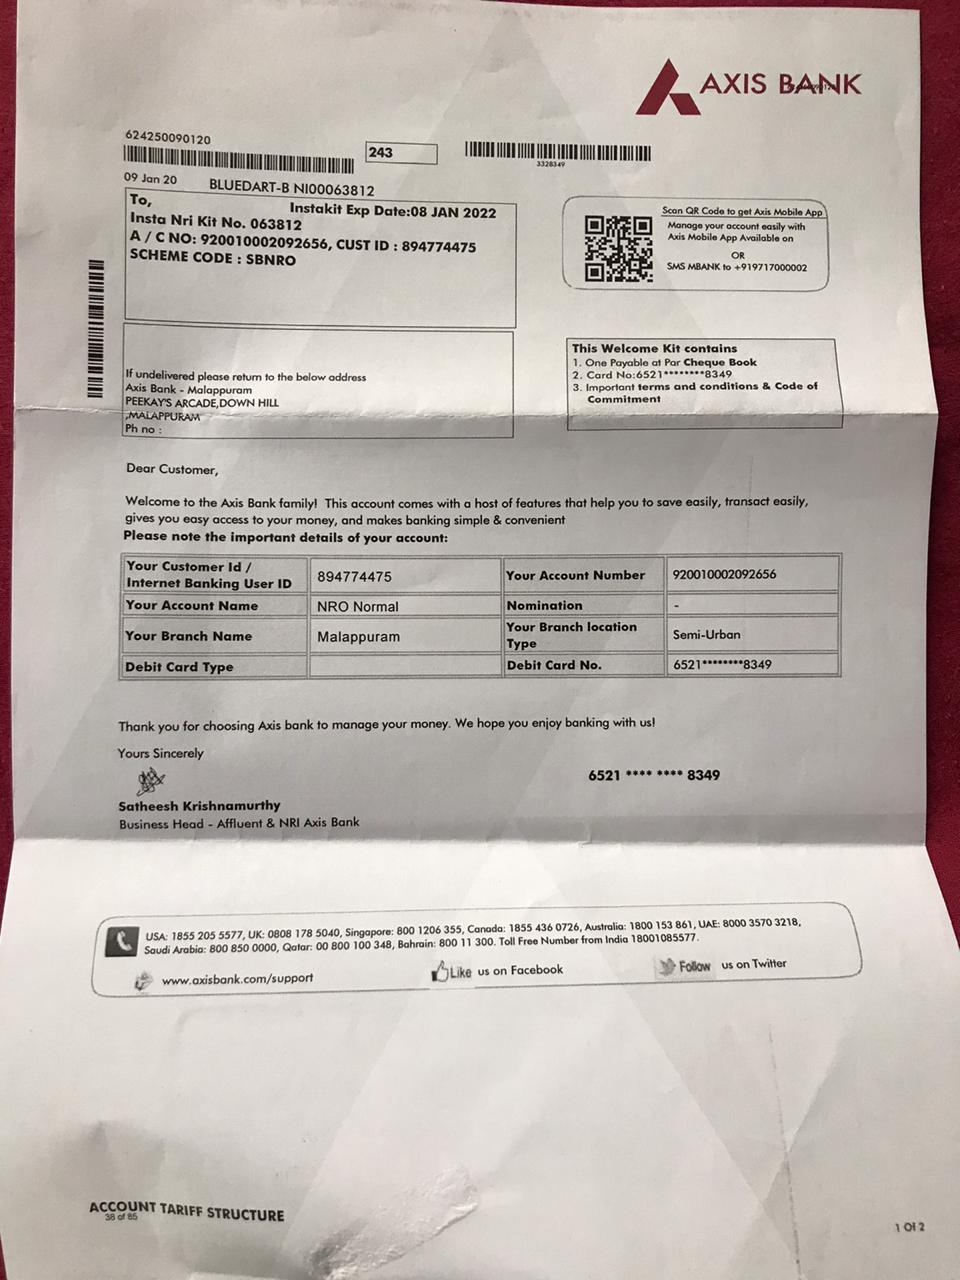 AXIS BANK
624250090120
243
3328349
09 Jan 20 BLUEDART-B NI00063812
To,
Instakit Exp Date:08 JAN 2022
Insta Nri Kit No. 063812
A / C NO: 920010002092656, CUST ID : 894774475
SCHEME CODE : SBNRO
Scan QR Code to get Axis Mobile App
Manage your account easily with
Axis Mobile App Available on
OR
SMS MBANK to +919717000002
If undelivered please return to the below address
Axis Bank - Malappuram
PEEKAY'S ARCADE,DOWN HILL
,MALAPPURAM
Ph no :
This Welcome Kit contains
1. One Payable at Par Cheque Book
2. Card No:6521********8349
3. Important terms and conditions & Code of
Commitment
Dear Customer,
Welcome to the Axis Bank family! This account comes with a host of features that help you to save easily, transact easily,
gives you easy access to your money, and makes banking simple & convenient
Please note the important details of your account:
Your Customer Id /
Internet Banking User ID
894774475
Your Account Number
920010002092656
Your Account Name
NRO Normal
Nomination
-
Your Branch Name
Malappuram
Your Branch location
Type
Semi-Urban
Debit Card Type
Debit Card No.
6521********8349
Thank you for choosing Axis bank to manage your money. We hope you enjoy banking with us!
Yours Sincerely
6521 **** **** 8349
Satheesh Krishnamurthy
Business Head - Affluent & NRI Axis Bank
USA: 1855 205 5577, UK: 0808 178 5040, Singapore: 800 1206 355, Canada: 1855 436 0726, Australia: 1800 153 861, UAE: 8000 3570 3218,
Saudi Arabia: 800 850 0000, Qatar: 00 800 100 348, Bahrain: 800 11 300. Toll Free Number from India 18001085577.
www.axisbank.com/support
Like us on Facebook
Follow us on Twitter
ACCOUNT TARIFF STRUCTURE
38 of 85
1 Of 2